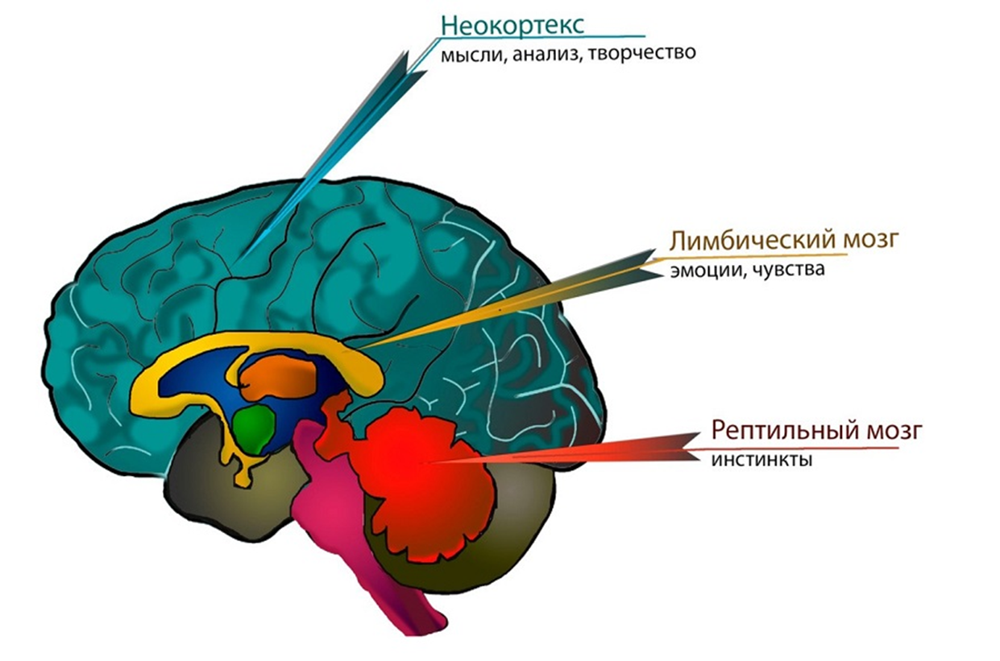 Неокортекс
мысли, анализ, творчество
Лимбический мозг
эмоции, чувства
Рептильный мозг
инстинкты